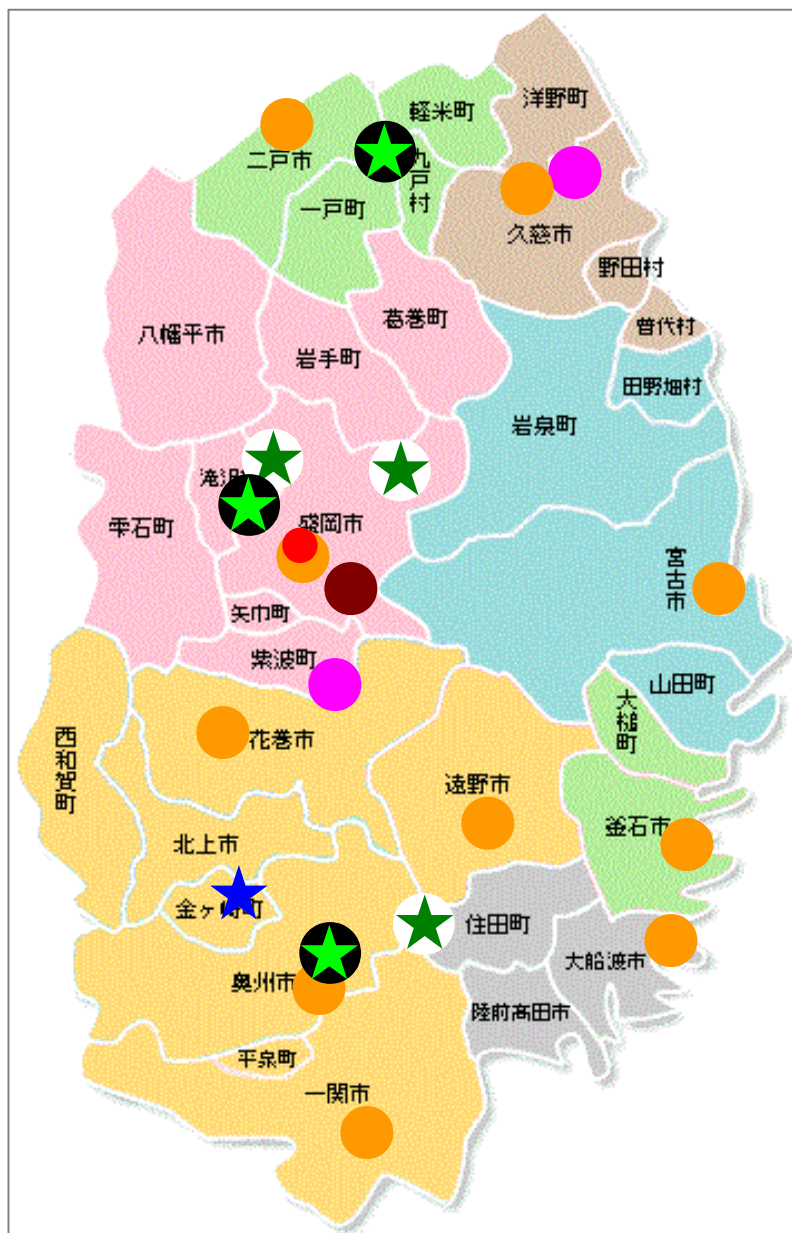 洋野町
軽米町
二戸市
九戸村
一戸町
久慈市
野田村
葛巻町
普代村
八幡平市
岩手町
田野畑村
岩泉町
滝沢
雫石町
盛岡市
宮古市
矢巾町
紫波町
山田町
大槌町
西和賀町
花巻市
遠野市
釜石市
北上市
金ヶ崎町
住田町
大船渡市
奥州市
陸前高田市
平泉町
一関市